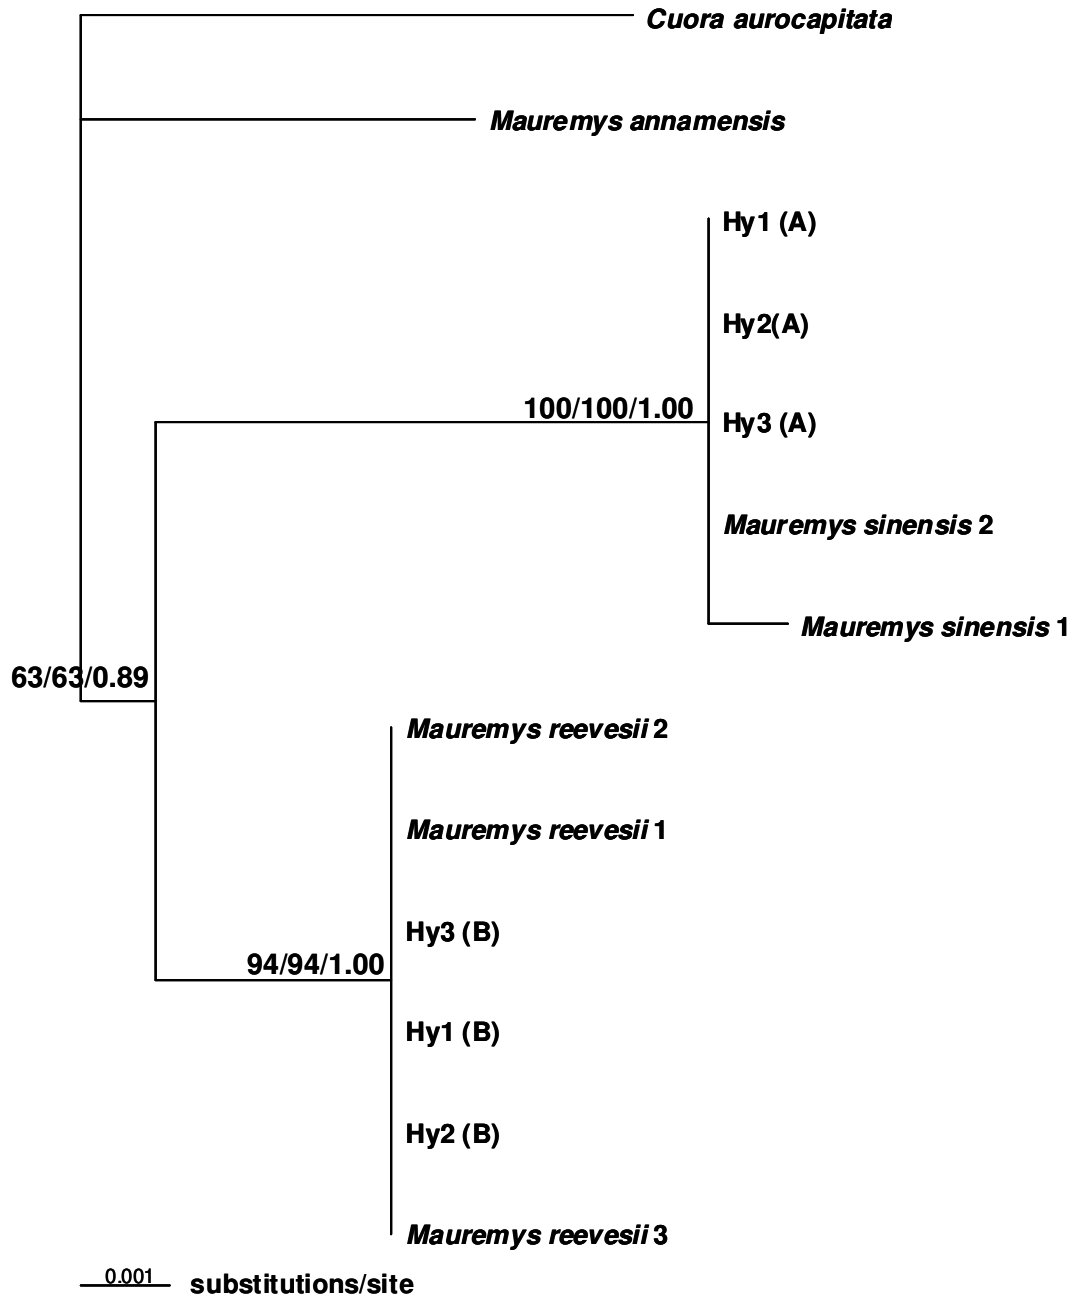 Cuora aurocapitata
Mauremys annamensis
Hy1 (A)
Hy2(A)
100/100/1.00
Hy3 (A)
Mauremys sinensis 2
Mauremys sinensis 1
63/63/0.89
Mauremys reevesii 2
Mauremys reevesii 1
Hy3 (B)
94/94/1.00
Hy1 (B)
Hy2 (B)
Mauremys reevesii 3
0.001 substitutions/site